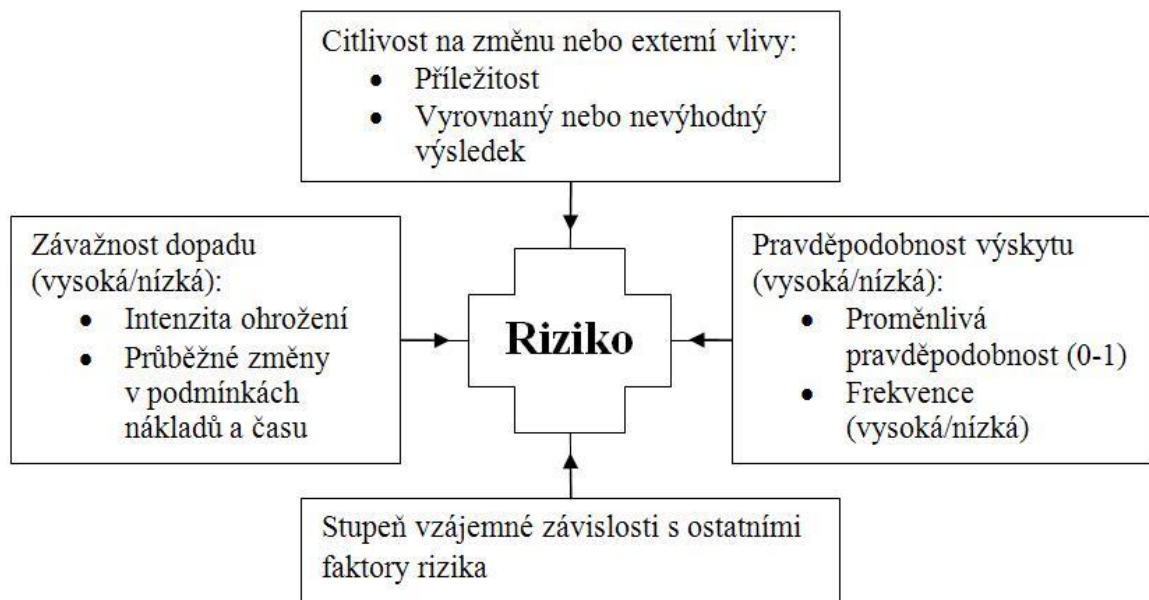 Citlivost na změnu nebo externí vlivy:
• Příležitost
• Vyrovnaný nebo nevýhodný
výsledek
Závažnost dopadu
(vysoká/nízká):
• Intenzita ohrožení
• Průběžné změny
v podmínkách
nákladů a času
Riziko
Pravděpodobnost výskytu
(vysoká/nízká):
• Proměnlivá
pravděpodobnost (0-1)
• Frekvence
(vysoká/nízká)
Stupeň vzájemné závislosti s ostatními
faktory rizika